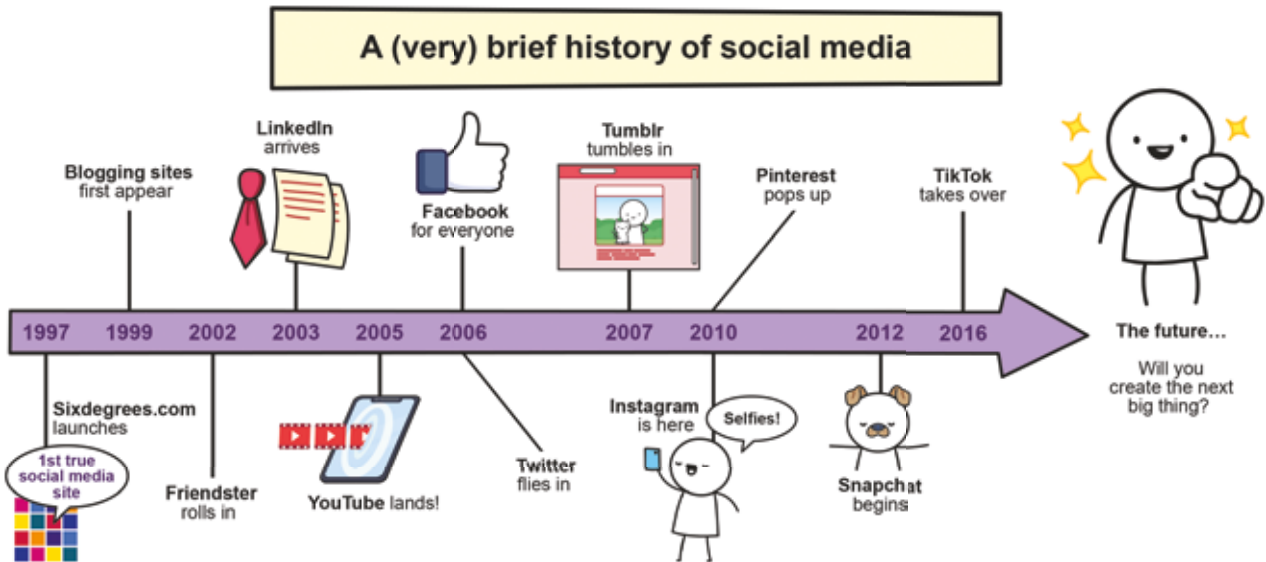 A (very) brief history of social media
Blogging sites
first appear
LinkedIn
arrives
Facebook
for everyone
Tumblr
tumbles in
Pinterest
pops up
TikTok
takes over
1997 1999 2002 2003 2005 2006 2007 2010 2012 2016
Sixdegrees.com
launches
1st true
social media
site
Friendster
rolls in
YouTube lands!
Twitter
flies in
Instagram
is here
Selfies!
Snapchat
begins
The future...
Will you
create the next
big thing?